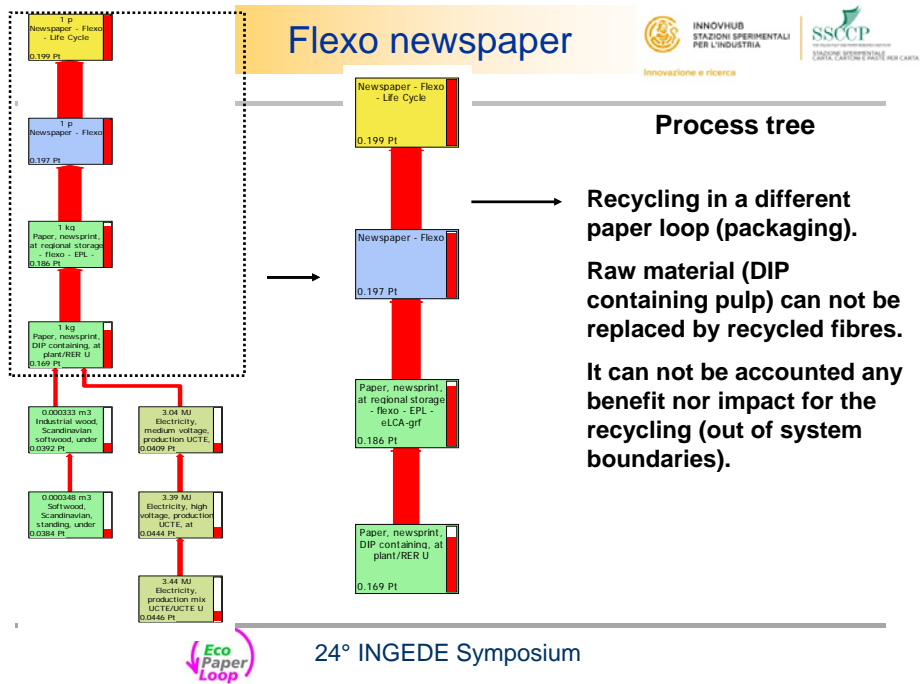 Flexo newspaper
INNOVHUB
STAZIONI SPERIMENTALI
PER L'INDUSTRIA
Innovazione e ricerca
SSCCP
STAZIONE SPERIMENTALE
CARTA, CARTONI E PASTE PER CARTA
1 p
Newspaper - Flexo
- Life Cycle
0.199 Pt
1 p
Newspaper - Flexo
0.197 Pt
1 kg
Paper, newsprint,
at regional storage
- flexo - EPL -
0.186 Pt
1 kg
Paper, newsprint,
DIP containing, at
plant/RER U
0.169 Pt
0.000333 m3
Industrial wood,
Scandinavian
softwood, under
0.0392 Pt
0.000348 m3
Softwood,
Scandinavian,
standing, under
0.0384 Pt
3.04 MJ
Electricity,
medium voltage,
production UCTE,
0.0409 Pt
3.39 MJ
Electricity, high
voltage, production
UCTE, at
0.0444 Pt
3.44 MJ
Electricity,
production mix
UCTE/UCTE U
0.0446 Pt
Newspaper - Flexo
- Life Cycle
0.199 Pt
Newspaper - Flexo
0.197 Pt
Paper, newsprint,
at regional storage
- flexo - EPL -
eLCA-grf
0.186 Pt
Paper, newsprint,
DIP containing, at
plant/RER U
0.169 Pt
Process tree
Recycling in a different
paper loop (packaging).
Raw material (DIP
containing pulp) can not be
replaced by recycled fibres.
It can not be accounted any
benefit nor impact for the
recycling (out of system
boundaries).
Eco
Paper
Loop
24° INGEDE Symposium